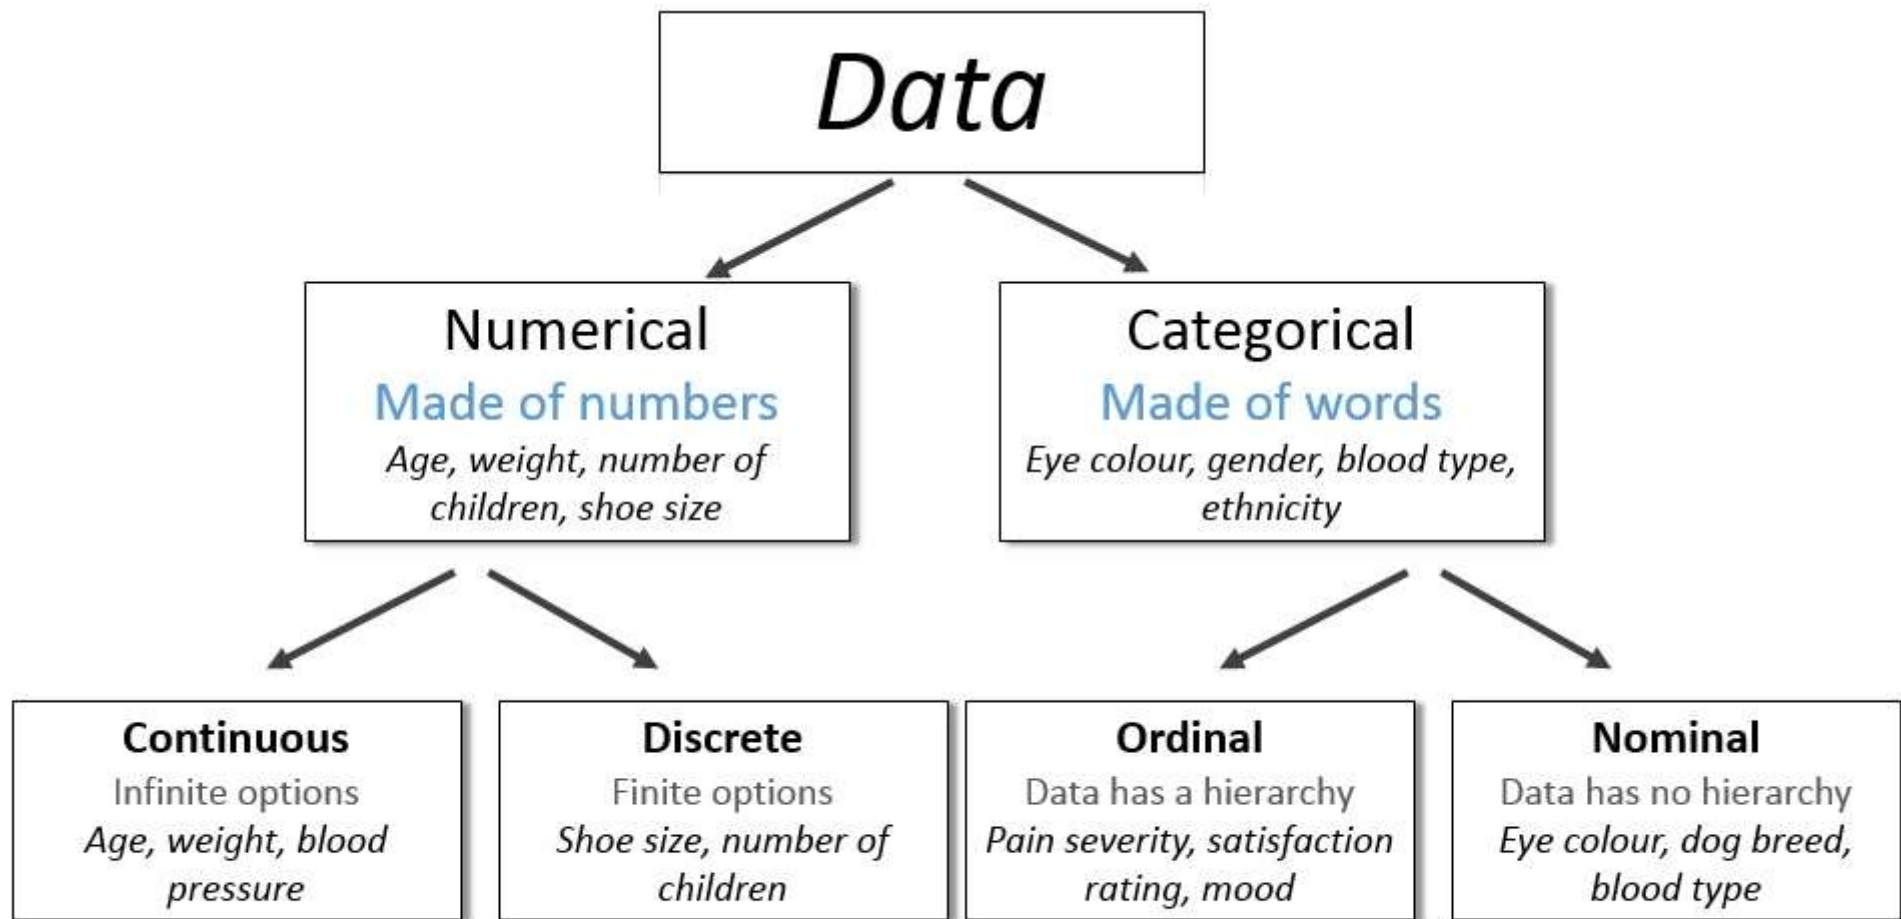 Data
Numerical
Made of numbers
Age, weight, number of
children, shoe size
Categorical
Made of words
Eye colour, gender, blood type,
ethnicity
Continuous
Infinite options
Age, weight, blood
pressure
Discrete
Finite options
Shoe size, number of
children
Ordinal
Data has a hierarchy
Pain severity, satisfaction
rating, mood
Nominal
Data has no hierarchy
Eye colour, dog breed,
blood type